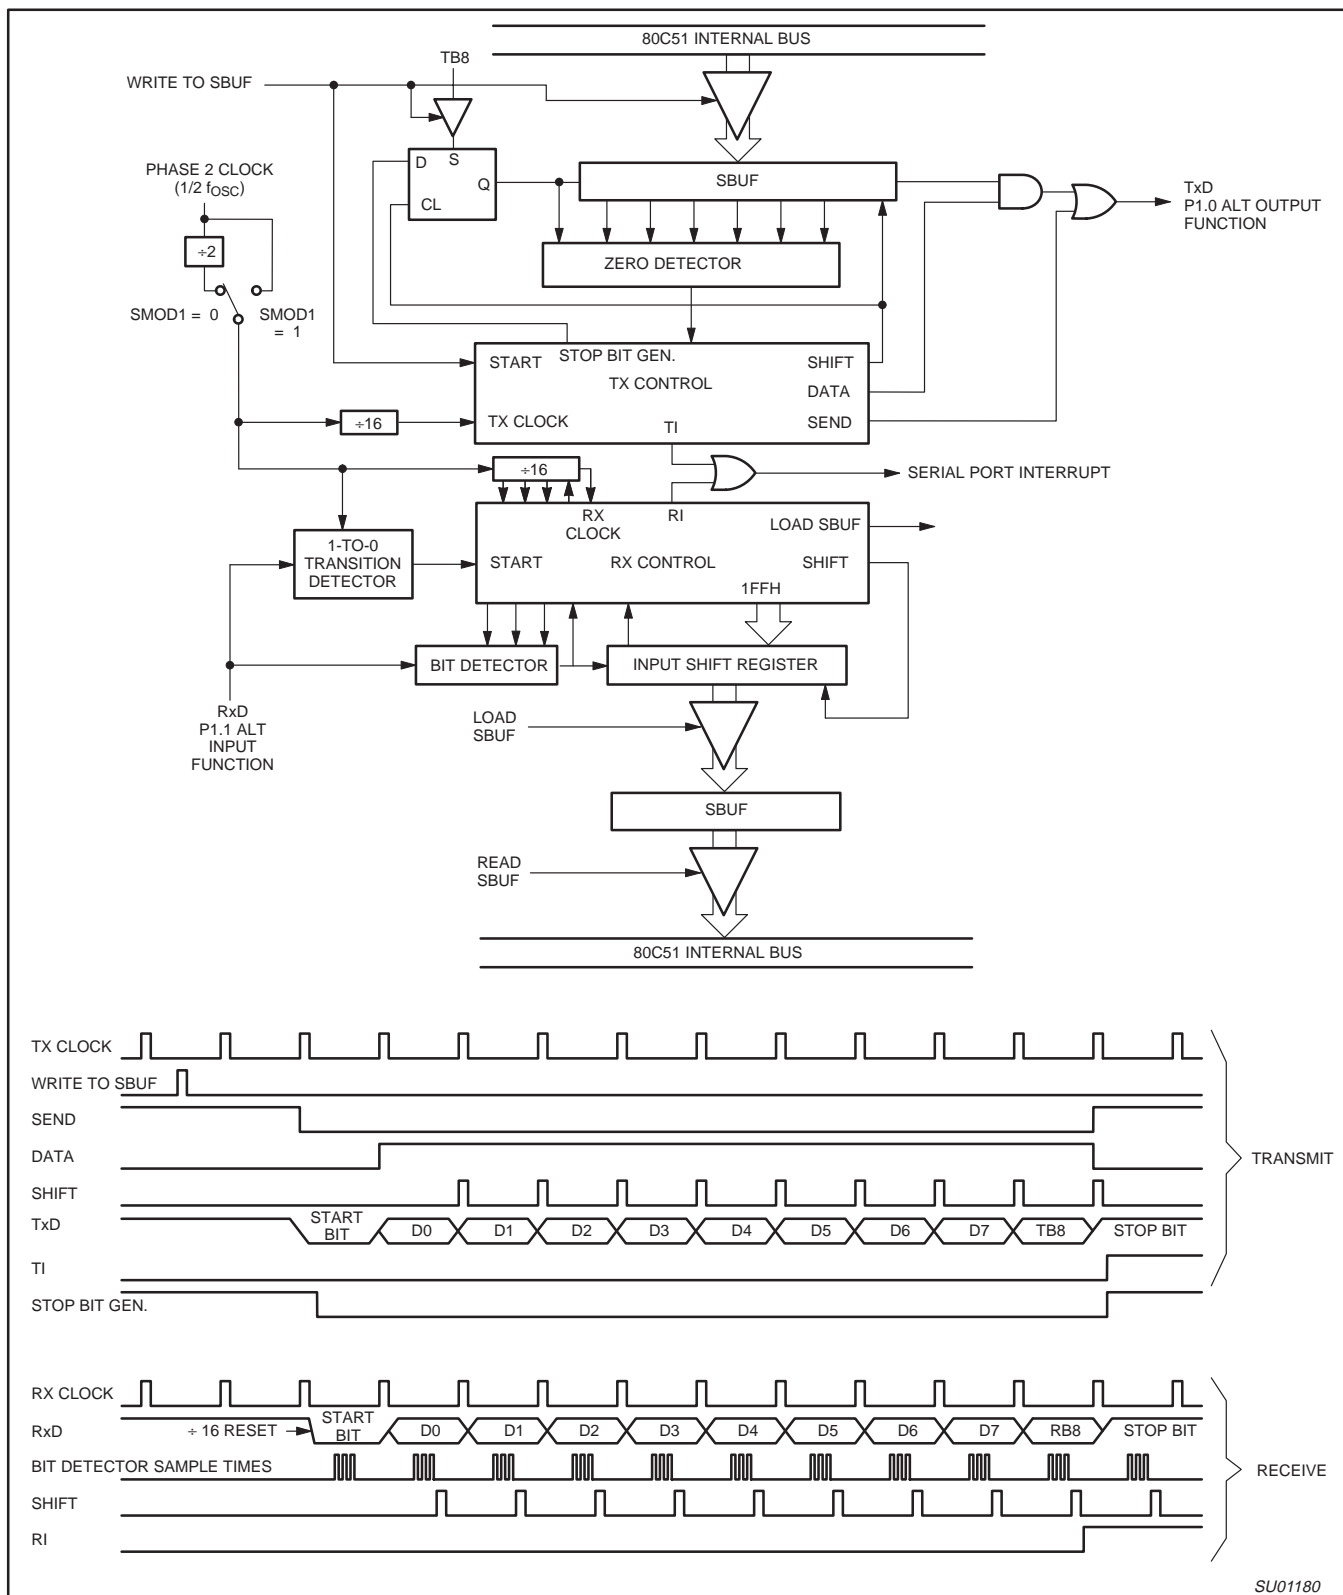 80C51 INTERNAL BUS
TB8
WRITE TO SBUF
PHASE 2 CLOCK
(1/2 fOSC)
D
S
Q
CL
SBUF
TxD
P1.0 ALT OUTPUT
FUNCTION
÷2
ZERO DETECTOR
SMOD1 = 0
SMOD1
= 1
START
STOP BIT GEN.
SHIFT
TX CONTROL
DATA
TX CLOCK
TI
SEND
÷16
÷16
SERIAL PORT INTERRUPT
RX
CLOCK
RI
LOAD SBUF
1-TO-0
TRANSITION
DETECTOR
START
RX CONTROL
SHIFT
1FFH
BIT DETECTOR
INPUT SHIFT REGISTER
RxD
P1.1 ALT
INPUT
FUNCTION
LOAD
SBUF
SBUF
READ
SBUF
80C51 INTERNAL BUS
TX CLOCK
WRITE TO SBUF
SEND
DATA
TRANSMIT
SHIFT
TxD
START
BIT
D0 D1 D2 D3 D4 D5 D6 D7 TB8 STOP BIT
TI
STOP BIT GEN.
RX CLOCK
RxD
÷ 16 RESET
START
BIT
D0 D1 D2 D3 D4 D5 D6 D7 RB8 STOP BIT
BIT DETECTOR SAMPLE TIMES
RECEIVE
SHIFT
RI
SU01180